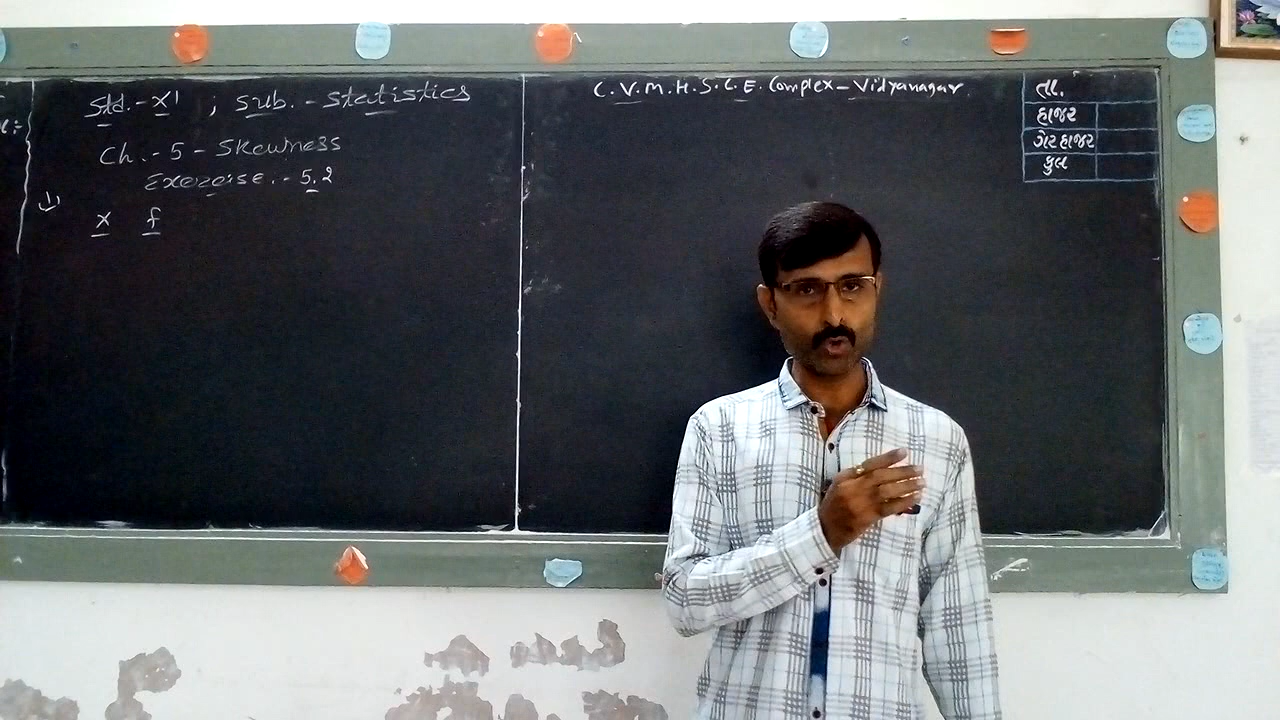 Std.-XI ; Sub.-Statistics
Ch.-5-Skewness
Exercise.-5.2
1)
x f
C.V.M.H.S.C.E. Complex-Vidyanagar
તા.
હાજર
ગેરહાજર
કુલ